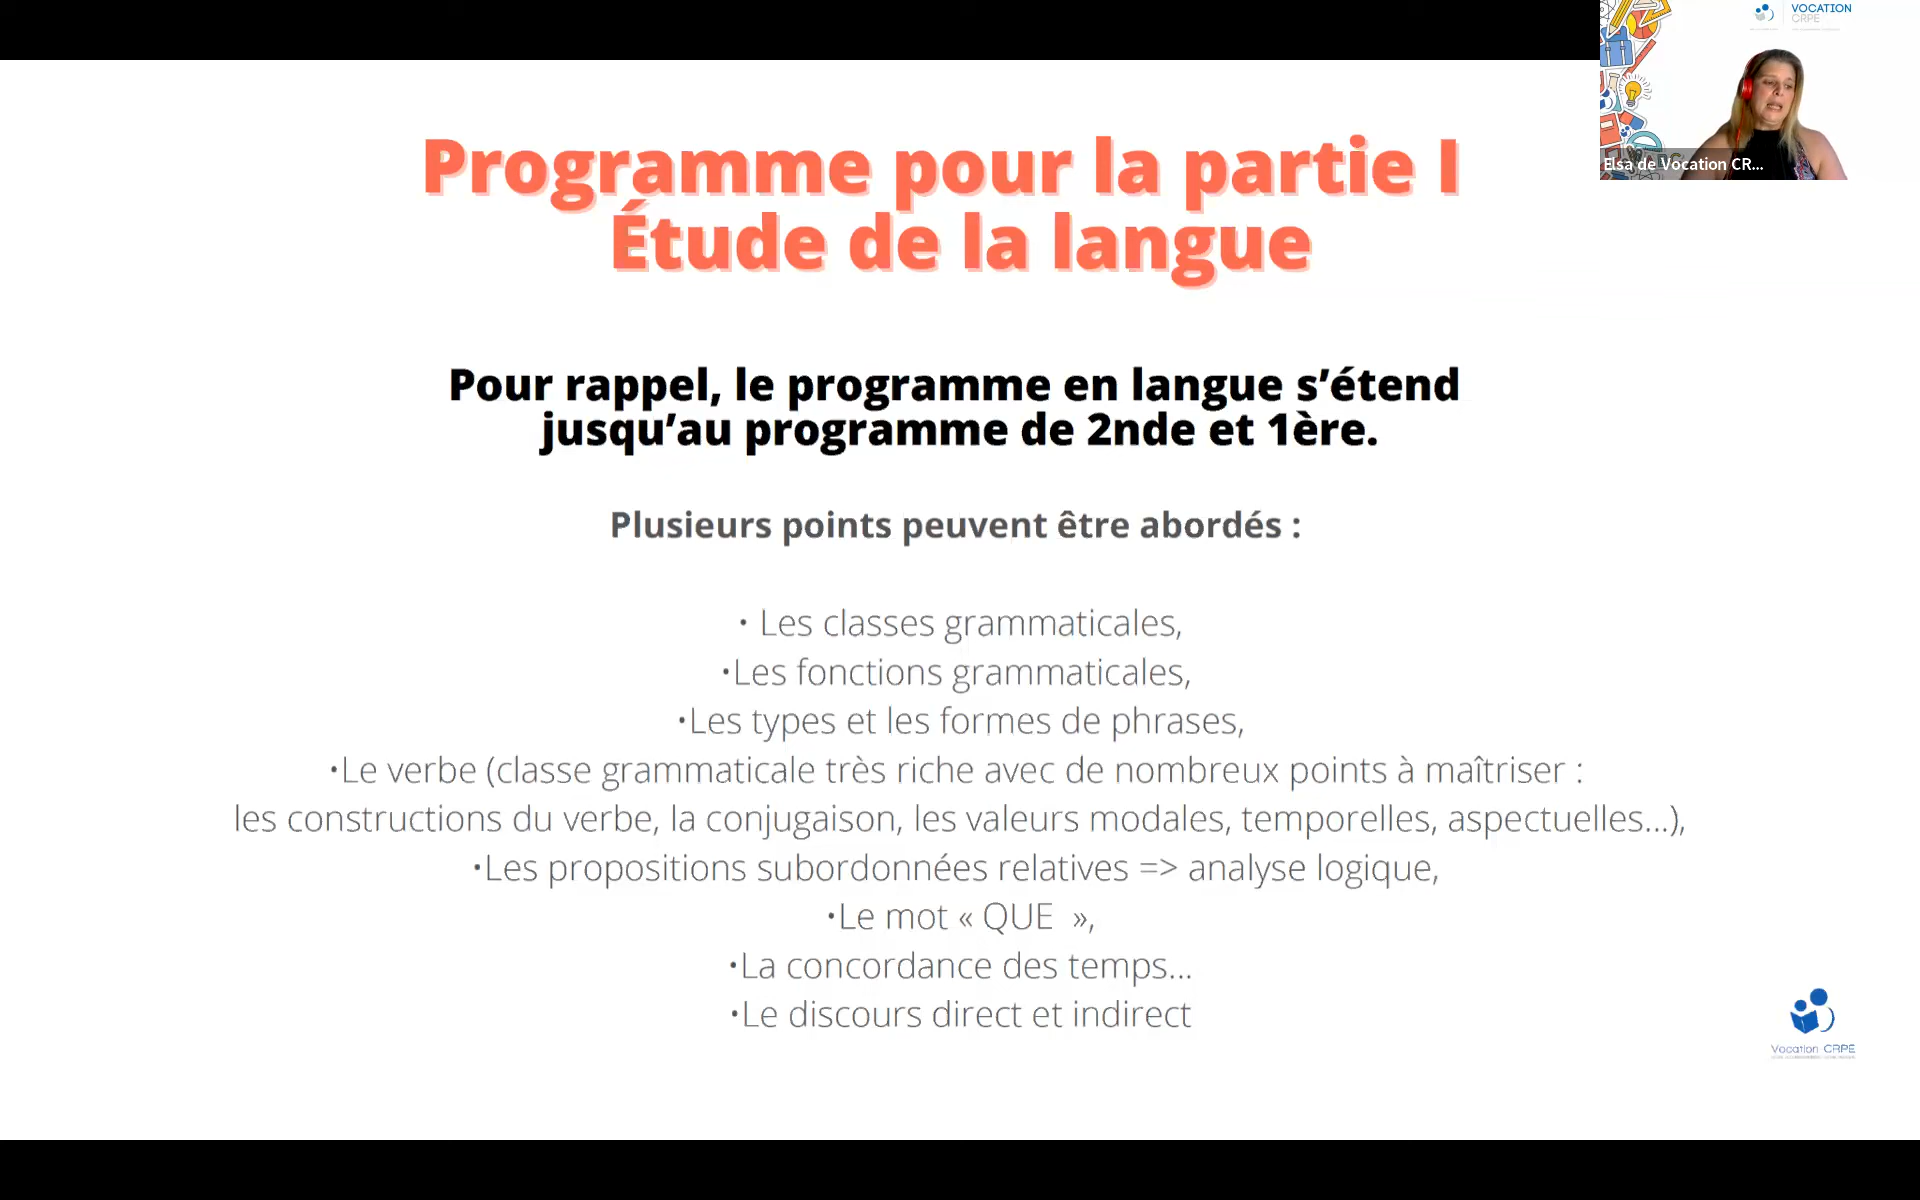 VOCATION
CRPE
Elsa de Vocation CR...
Programme pour la partie I
Étude de la langue
Pour rappel, le programme en langue s’étend
jusqu’au programme de 2nde et 1ère.
Plusieurs points peuvent être abordés :
• Les classes grammaticales,
•Les fonctions grammaticales,
•Les types et les formes de phrases,
•Le verbe (classe grammaticale très riche avec de nombreux points à maîtriser :
les constructions du verbe, la conjugaison, les valeurs modales, temporelles, aspectuelles...),
•Les propositions subordonnées relatives => analyse logique,
•Le mot « QUE  »,
•La concordance des temps...
•Le discours direct et indirect
Vocation CRPE